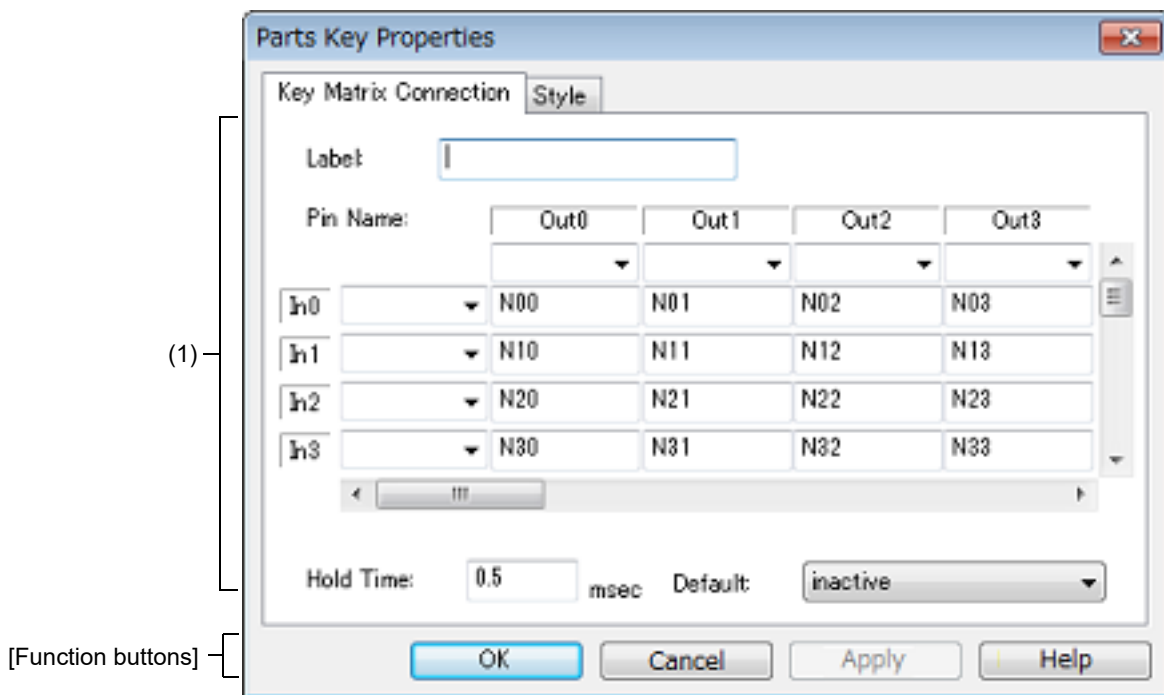 Parts Key Properties
Key Matrix Connection Style
Label:
Pin Name: Out0 Out1 Out2 Out3
In0 N00 N01 N02 N03
(1)
In1 N10 N11 N12 N13
In2 N20 N21 N22 N23
In3 N30 N31 N32 N33
Hold Time: 0.5 msec Default: inactive
[Function buttons]
OK Cancel Apply Help